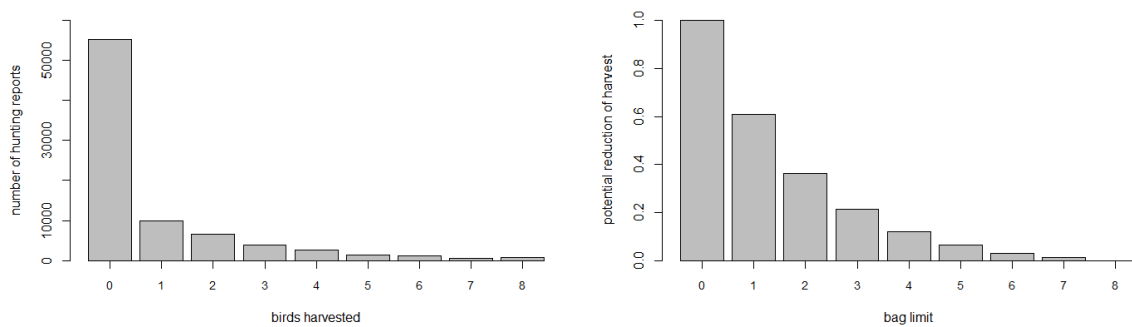 number of hunting reports
50000
30000
10000
0
0 1 2 3 4 5 6 7 8
birds harvested
potential reduction of harvest
1.0
0.8
0.6
0.4
0.2
0.0
0 1 2 3 4 5 6 7 8
bag limit